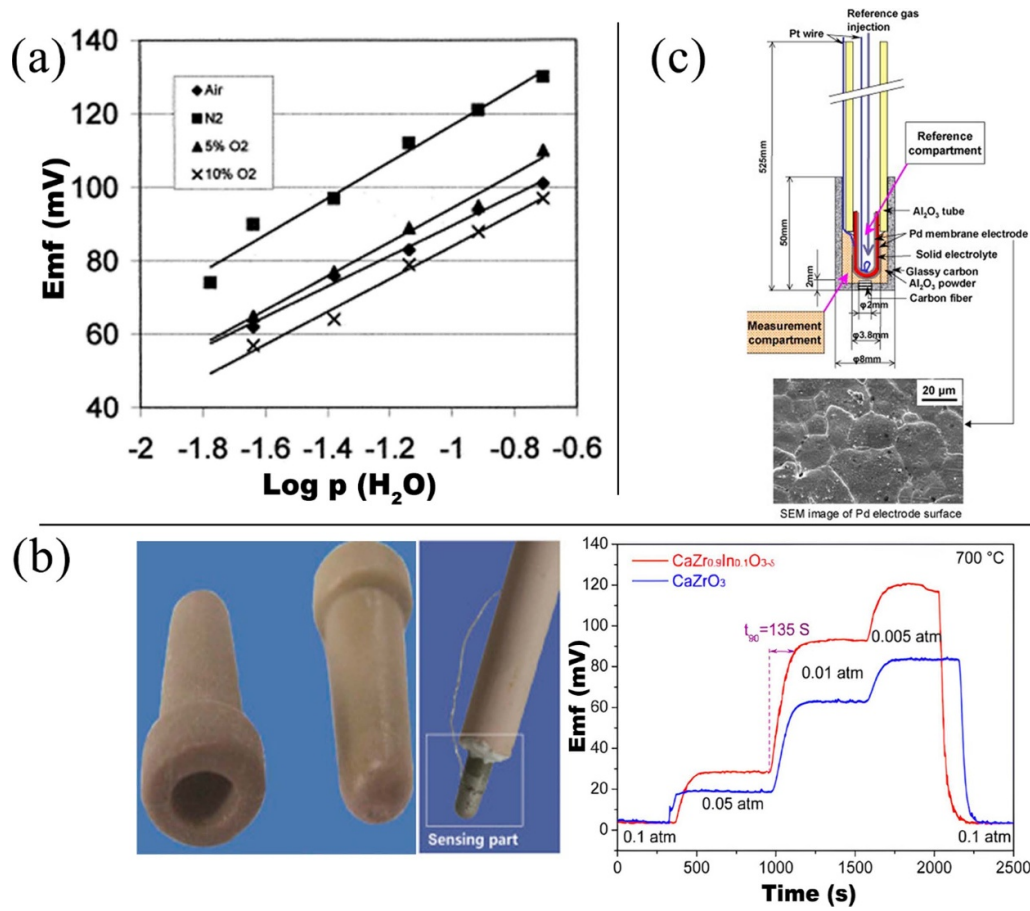 (a)
140
120
100
80
60
40
Emf (mV)
Air
N2
5% O2
10% O2
-2 -1.8 -1.6 -1.4 -1.2 -1 -0.8 -0.6
Log p (H₂O)
(c)
Reference gas
injection
Pt wire
525mm
50mm
2mm
Reference
compartment
Al₂O₃ tube
Pd membrane electrode
Solid electrolyte
Glassy carbon
Al₂O₃ powder
Carbon fiber
φ2mm
φ3.8mm
φ8mm
Measurement
compartment
20 µm
SEM image of Pd electrode surface
(b)
Sensing part
140
120
100
80
60
40
20
0
Emf (mV)
CaZr₀.₉In₀.₁O₃₋δ
CaZrO₃
700 °C
t₉₀=135 S
0.005 atm
0.01 atm
0.05 atm
0.1 atm
0.1 atm
0 500 1000 1500 2000 2500
Time (s)